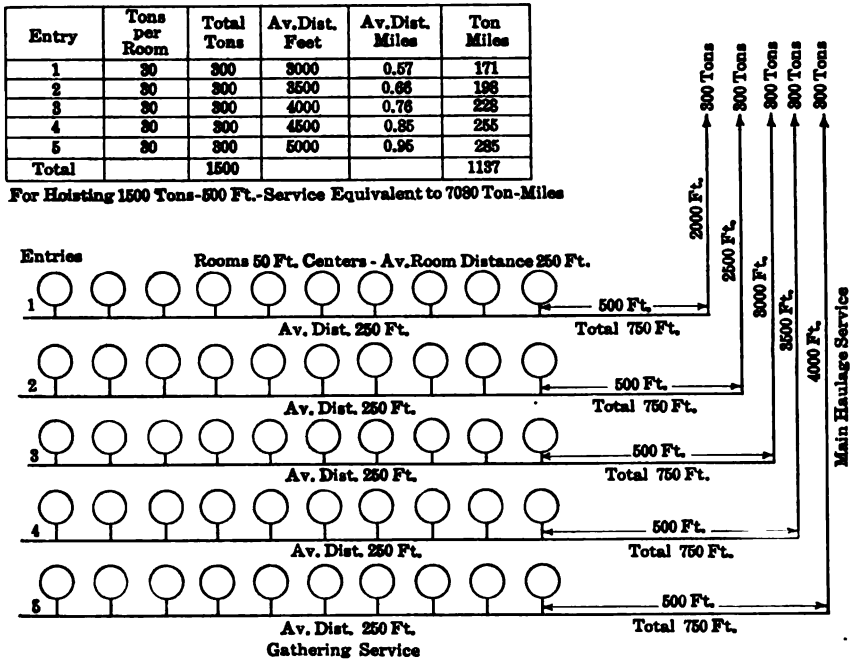 Entry Tons per Room Total Tons Av.Dist. Feet Av.Dist. Miles Ton Miles
1 30 300 3000 0.57 171
2 30 300 3500 0.66 198
3 30 300 4000 0.76 228
4 30 300 4500 0.85 255
5 30 300 5000 0.95 285
Total 1500 1137
For Hoisting 1500 Tons-500 Ft.-Service Equivalent to Ton-Miles
300 Tons
300 Tons
300 Tons
300 Tons
300 Tons
2000 Ft.
2500 Ft.
3000 Ft.
3500 Ft.
4000 Ft.
Main Haulage Service
Entries
Rooms 50 Ft. Centers - Av.Room Distance 250 Ft.
1
500 Ft.
Av. Dist. 250 Ft.
Total 750 Ft.
2
500 Ft.
Av. Dist. 250 Ft.
Total 750 Ft.
3
500 Ft.
Av. Dist. 250 Ft.
Total 750 Ft.
4
500 Ft.
Av. Dist. 250 Ft.
Total 750 Ft.
5
500 Ft.
Av. Dist. 250 Ft.
Total 750 Ft.
Gathering Service